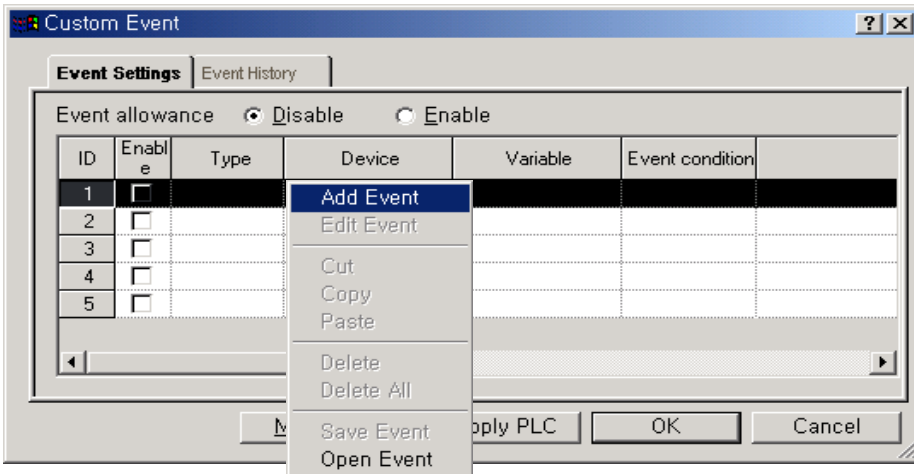 Custom Event
Event Settings Event History
Event allowance Disable Enable
ID Enabl
e Type Device Variable Event condition
1
2
3
4
5
Add Event
Edit Event
Cut
Copy
Paste
Delete
Delete All
Save Event
Open Event
PLC OK Cancel